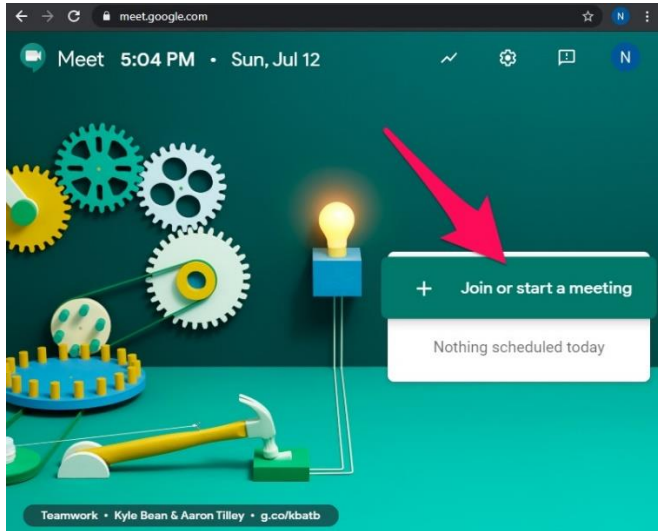 meet.google.com
N
Meet 5:04 PM • Sun, Jul 12
N
+ Join or start a meeting
Nothing scheduled today
Teamwork • Kyle Bean & Aaron Tilley • g.co/kbatb